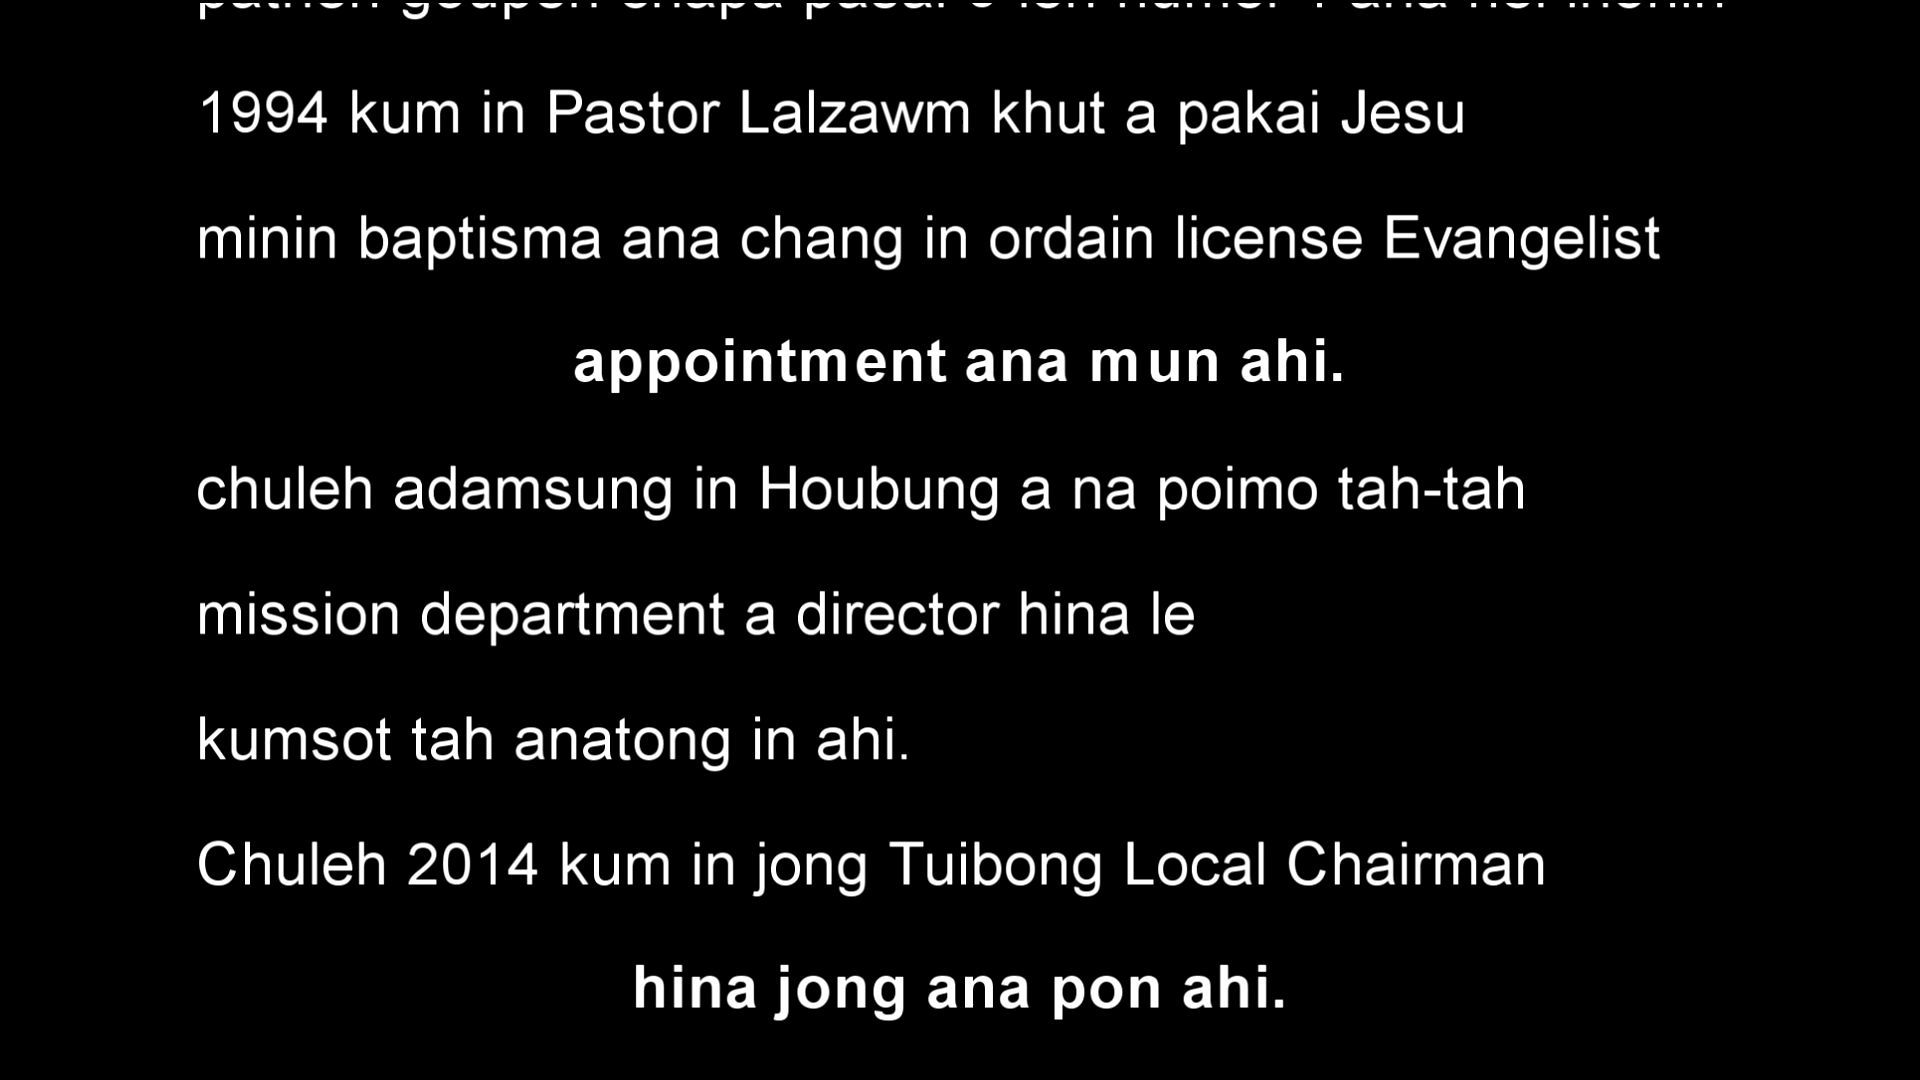 1994 kum in Pastor Lalzawm khut a pakai Jesu
minin baptisma ana chang in ordain license Evangelist
appointment ana mun ahi.
chuleh adamsung in Houbung a na poimo tah-tah
mission department a director hina le
kumsot tah anatong in ahi.
Chuleh 2014 kum in jong Tuibong Local Chairman
hina jong ana pon ahi.